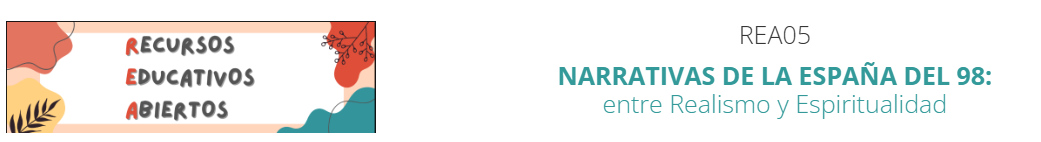 RECURSOS
EDUCATIVOS
ABIERTOS
REA05
NARRATIVAS DE LA ESPAÑA DEL 98:
entre Realismo y Espiritualidad